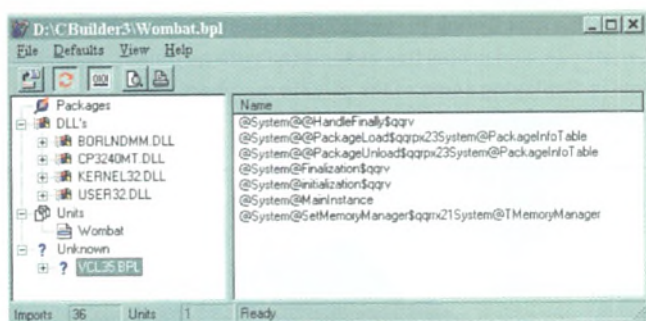 D:\CBuilder3\Wombat.bpl
File Defaults View Help
Packages
DLL's
BORLNDMM.DLL
CP3240MT.DLL
KERNEL32.DLL
USER32.DLL
Units
Wombat
Unknown
VCL35.BPL
Name
@System@@HandleFinally$qqrv
@System@@PackageLoad$qqrpx23System@PackageInfoTable
@System@@PackageUnload$qqrpx23System@PackageInfoTable
@System@Finalization$qqrv
@System@initialization$qqrv
@System@MainInstance
@System@SetMemoryManager$qqrrx21System@TMemoryManager
Imports 36 Units 1 Ready